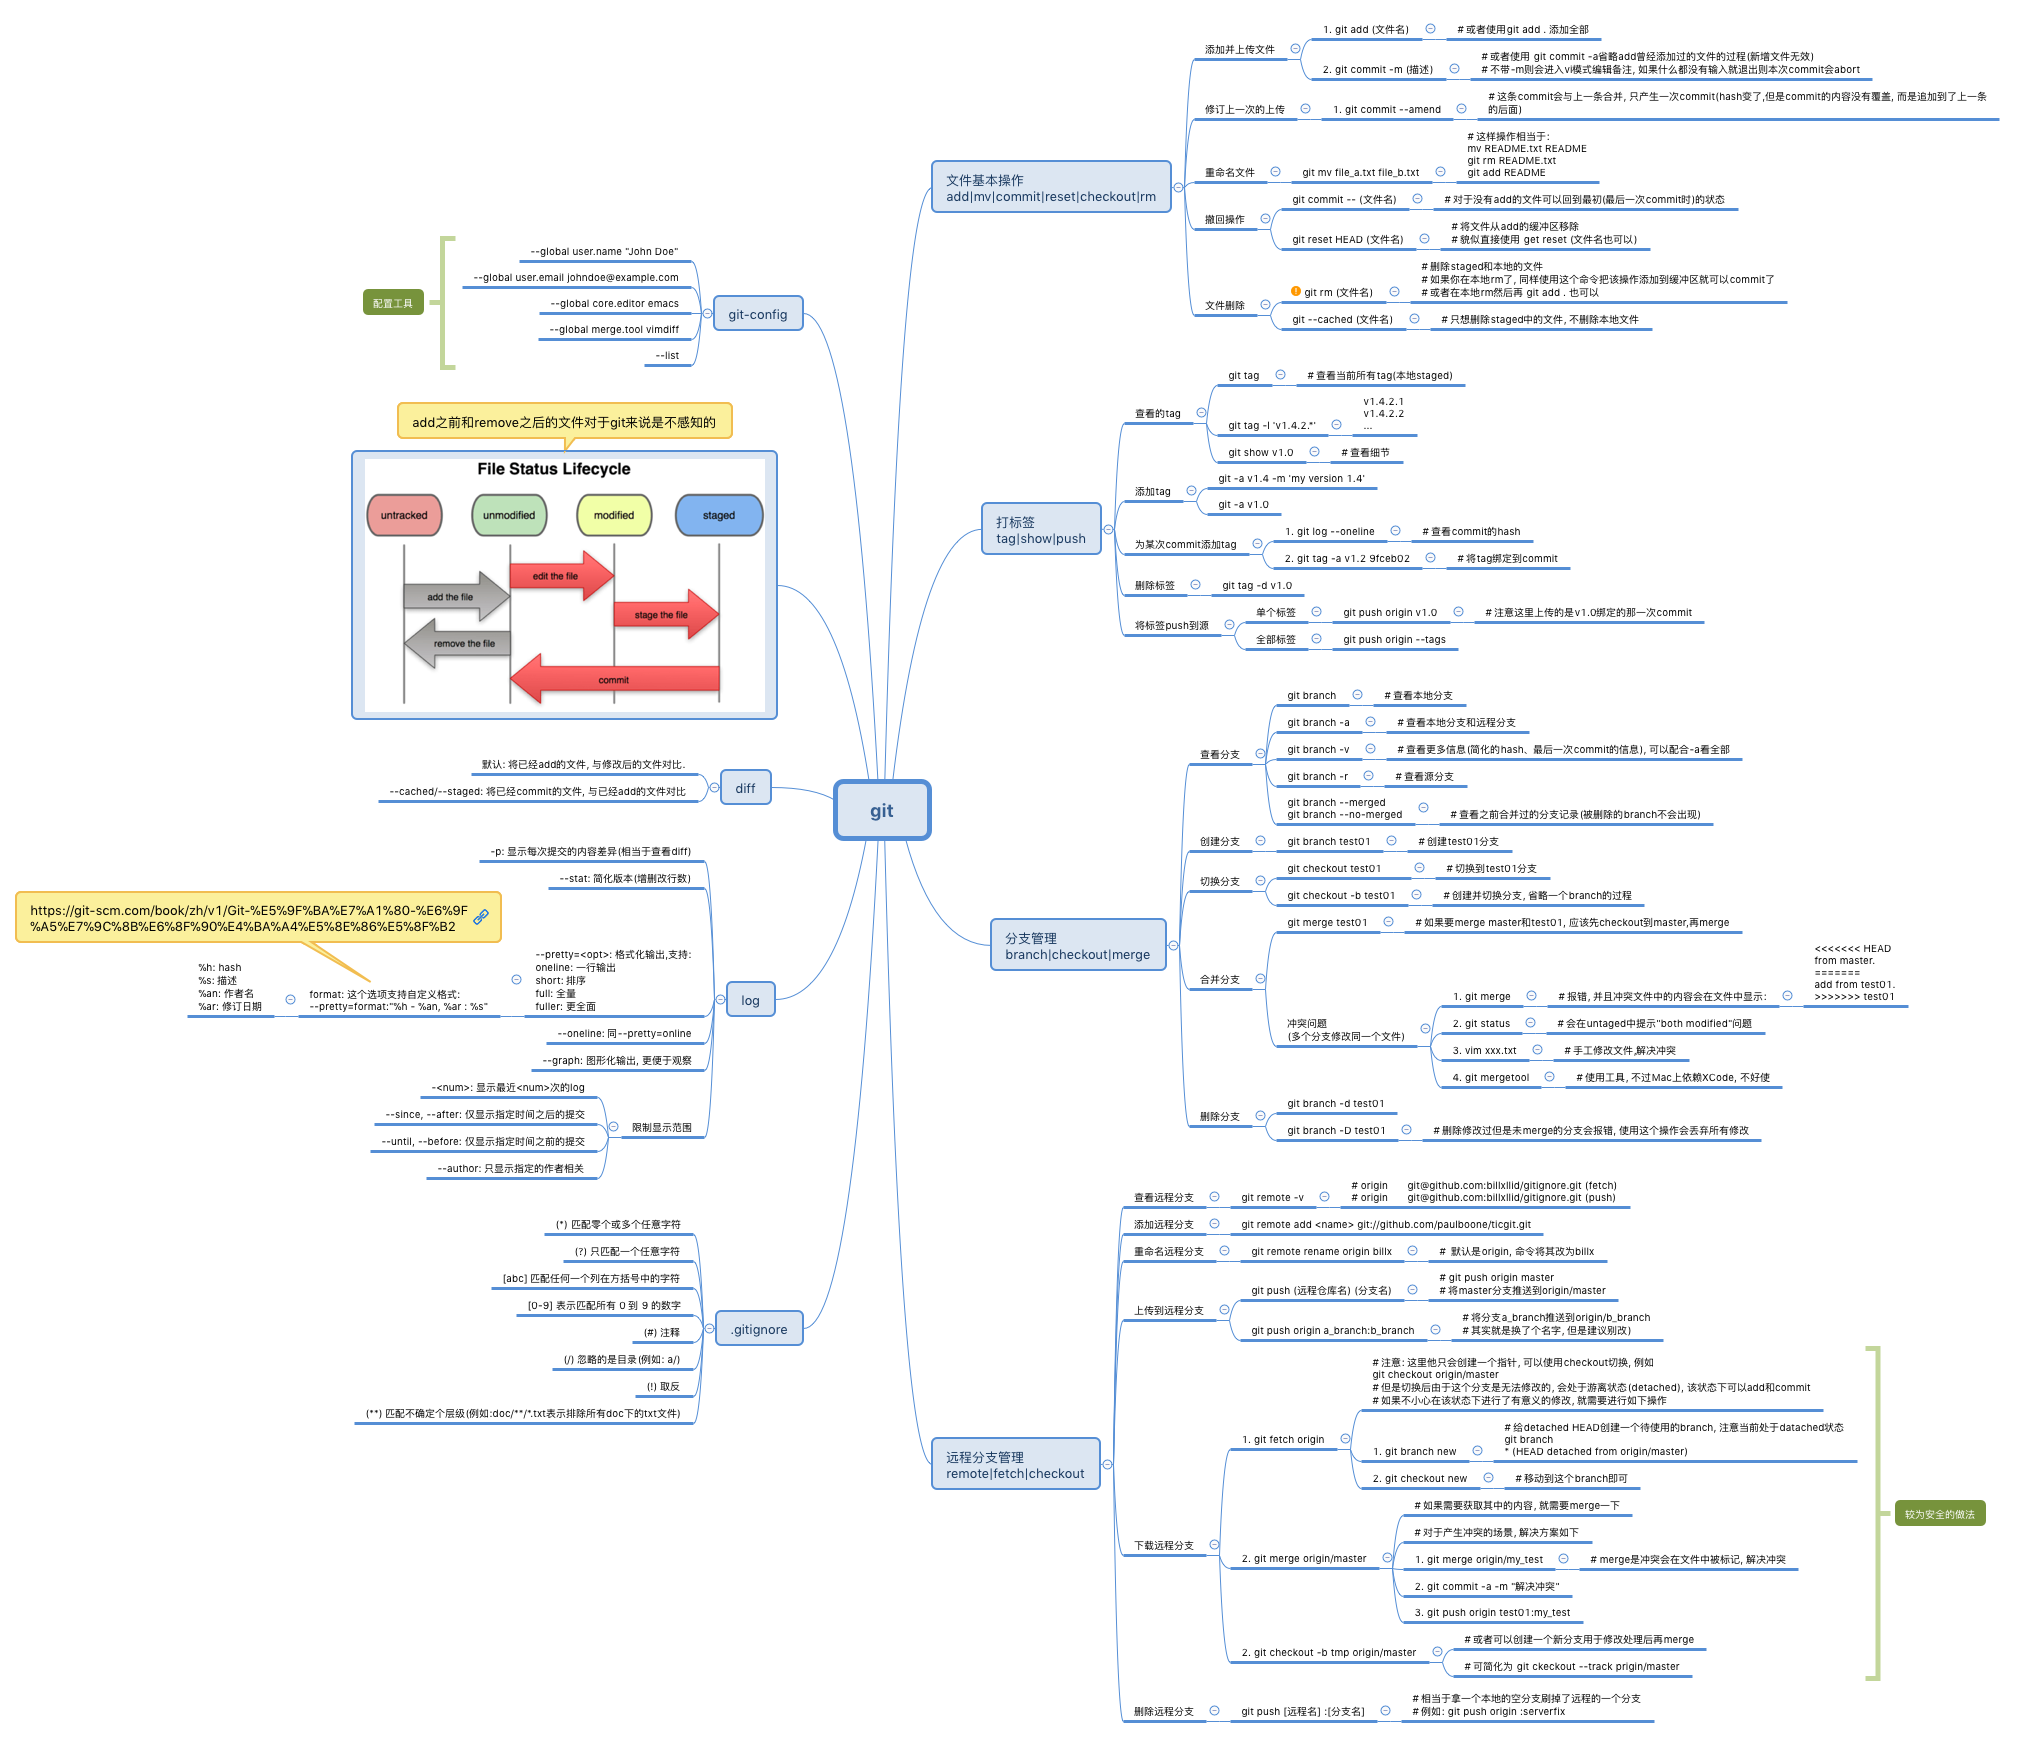 git
文件基本操作
add|mv|commit|reset|checkout|rm
添加并上传文件
1. git add (文件名)
# 或者使用git add . 添加全部
2. git commit -m (描述)
# 或者使用 git commit -a省略add曾经添加过的文件的过程(新增文件无效)
# 不带-m则会进入vi模式编辑备注, 如果什么都没有输入就退出则本次commit会abort
修订上一次的上传
1. git commit --amend
# 这条commit会与上一条合并, 只产生一次commit(hash变了,但是commit的内容没有覆盖, 而是追加到了上一条
的后面)
重命名文件
git mv file_a.txt file_b.txt
# 这样操作相当于:
mv README.txt README
git rm README.txt
git add README
撤回操作
git commit -- (文件名)
# 对于没有add的文件可以回到最初(最后一次commit时)的状态
git reset HEAD (文件名)
# 将文件从add的缓冲区移除
# 貌似直接使用 get reset (文件名也可以)
文件删除
git rm (文件名)
# 删除staged和本地的文件
# 如果你在本地rm了, 同样使用这个命令把该操作添加到缓冲区就可以commit了
# 或者在本地rm然后再 git add . 也可以
git --cached (文件名)
# 只想删除staged中的文件, 不删除本地文件
打标签
tag|show|push
查看的tag
git tag
# 查看当前所有tag(本地staged)
git tag -l 'v1.4.2.*'
v1.4.2.1
v1.4.2.2
...
git show v1.0
# 查看细节
添加tag
git -a v1.4 -m 'my version 1.4'
git -a v1.0
为某次commit添加tag
1. git log --oneline
# 查看commit的hash
2. git tag -a v1.2 9fceb02
# 将tag绑定到commit
删除标签
git tag -d v1.0
将标签push到源
单个标签
git push origin v1.0
# 注意这里上传的是v1.0绑定的那一次commit
全部标签
git push origin --tags
分支管理
branch|checkout|merge
查看分支
git branch
# 查看本地分支
git branch -a
# 查看本地分支和远程分支
git branch -v
# 查看更多信息(简化的hash、最后一次commit的信息), 可以配合-a看全部
git branch -r
# 查看源分支
git branch --merged
git branch --no-merged
# 查看之前合并过的分支记录(被删除的branch不会出现)
创建分支
git branch test01
# 创建test01分支
切换分支
git checkout test01
# 切换到test01分支
git checkout -b test01
# 创建并切换分支, 省略一个branch的过程
合并分支
git merge test01
# 如果要merge master和test01, 应该先checkout到master,再merge
冲突问题
(多个分支修改同一个文件)
1. git merge
# 报错, 并且冲突文件中的内容会在文件中显示:
<<<<<<< HEAD
from master.
=======
add from test01.
>>>>>>> test01
2. git status
# 会在untaged中提示"both modified"问题
3. vim xxx.txt
# 手工修改文件,解决冲突
4. git mergetool
# 使用工具, 不过Mac上依赖XCode, 不好使
删除分支
git branch -d test01
git branch -D test01
# 删除修改过但是未merge的分支会报错, 使用这个操作会丢弃所有修改
远程分支管理
remote|fetch|checkout
查看远程分支
git remote -v
# origin git@github.com:billxllid/gitignore.git (fetch)
# origin git@github.com:billxllid/gitignore.git (push)
添加远程分支
git remote add <name> git://github.com/paulboone/ticgit.git
重命名远程分支
git remote rename origin billx
# 默认是origin, 命令将其改为billx
上传到远程分支
git push (远程仓库名) (分支名)
# git push origin master
# 将master分支推送到origin/master
git push origin a_branch:b_branch
# 将分支a_branch推送到origin/b_branch
# 其实就是换了个名字, 但是建议别改)
下载远程分支
1. git fetch origin
# 注意: 这里他只会创建一个指针, 可以使用checkout切换, 例如
git checkout origin/master
# 但是切换后由于这个分支是无法修改的, 会处于游离状态(detached), 该状态下可以add和commit
# 如果不小心在该状态下进行了有意义的修改, 就需要进行如下操作
1. git branch new
# 给detached HEAD创建一个待使用的branch, 注意当前处于datached状态
git branch
* (HEAD detached from origin/master)
2. git checkout new
# 移动到这个branch即可
2. git merge origin/master
# 如果需要获取其中的内容, 就需要merge一下
# 对于产生冲突的场景, 解决方案如下
1. git merge origin/my_test
# merge是冲突会在文件中被标记, 解决冲突
2. git commit -a -m "解决冲突"
3. git push origin test01:my_test
2. git checkout -b tmp origin/master
# 或者可以创建一个新分支用于修改处理后再merge
# 可简化为 git ckeckout --track prigin/master
较为安全的做法
删除远程分支
git push [远程名] :[分支名]
# 相当于拿一个本地的空分支刷掉了远程的一个分支
# 例如: git push origin :serverfix
git-config
--global user.name "John Doe"
--global user.email johndoe@example.com
--global core.editor emacs
--global merge.tool vimdiff
--list
配置工具
add之前和remove之后的文件对于git来说是不感知的
File Status Lifecycle
untracked
unmodified
modified
staged
edit the file
add the file
stage the file
remove the file
commit
diff
默认: 将已经add的文件, 与修改后的文件对比.
--cached/--staged: 将已经commit的文件, 与已经add的文件对比
log
-p: 显示每次提交的内容差异(相当于查看diff)
--stat: 简化版本(增删改行数)
--pretty=<opt>: 格式化输出,支持:
oneline: 一行输出
short: 排序
full: 全量
fuller: 更全面
format: 这个选项支持自定义格式:
--pretty=format:"%h - %an, %ar : %s"
%h: hash
%s: 描述
%an: 作者名
%ar: 修订日期
https://git-scm.com/book/zh/v1/Git-%E5%9F%BA%E7%A1%80-%E6%9F
%A5%E7%9C%8B%E6%8F%90%E4%BA%A4%E5%8E%86%E5%8F%B2
--oneline: 同--pretty=online
--graph: 图形化输出, 更便于观察
限制显示范围
-<num>: 显示最近<num>次的log
--since, --after: 仅显示指定时间之后的提交
--until, --before: 仅显示指定时间之前的提交
--author: 只显示指定的作者相关
.gitignore
(*) 匹配零个或多个任意字符
(?) 只匹配一个任意字符
[abc] 匹配任何一个列在方括号中的字符
[0-9] 表示匹配所有 0 到 9 的数字
(#) 注释
(/) 忽略的是目录(例如: a/)
(!) 取反
(**) 匹配不确定个层级(例如:doc/**/*.txt表示排除所有doc下的txt文件)